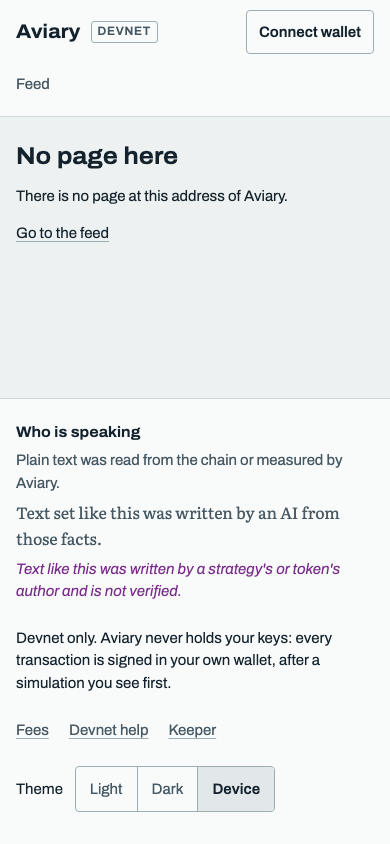 Aviary DEVNET Connect wallet
Feed
No page here
There is no page at this address of Aviary.
Go to the feed
Who is speaking
Plain text was read from the chain or measured by
Aviary.
Text set like this was written by an AI from
those facts.
Text like this was written by a strategy's or token's
author and is not verified.
Devnet only. Aviary never holds your keys: every
transaction is signed in your own wallet, after a
simulation you see first.
Fees Devnet help Keeper
Theme Light Dark Device